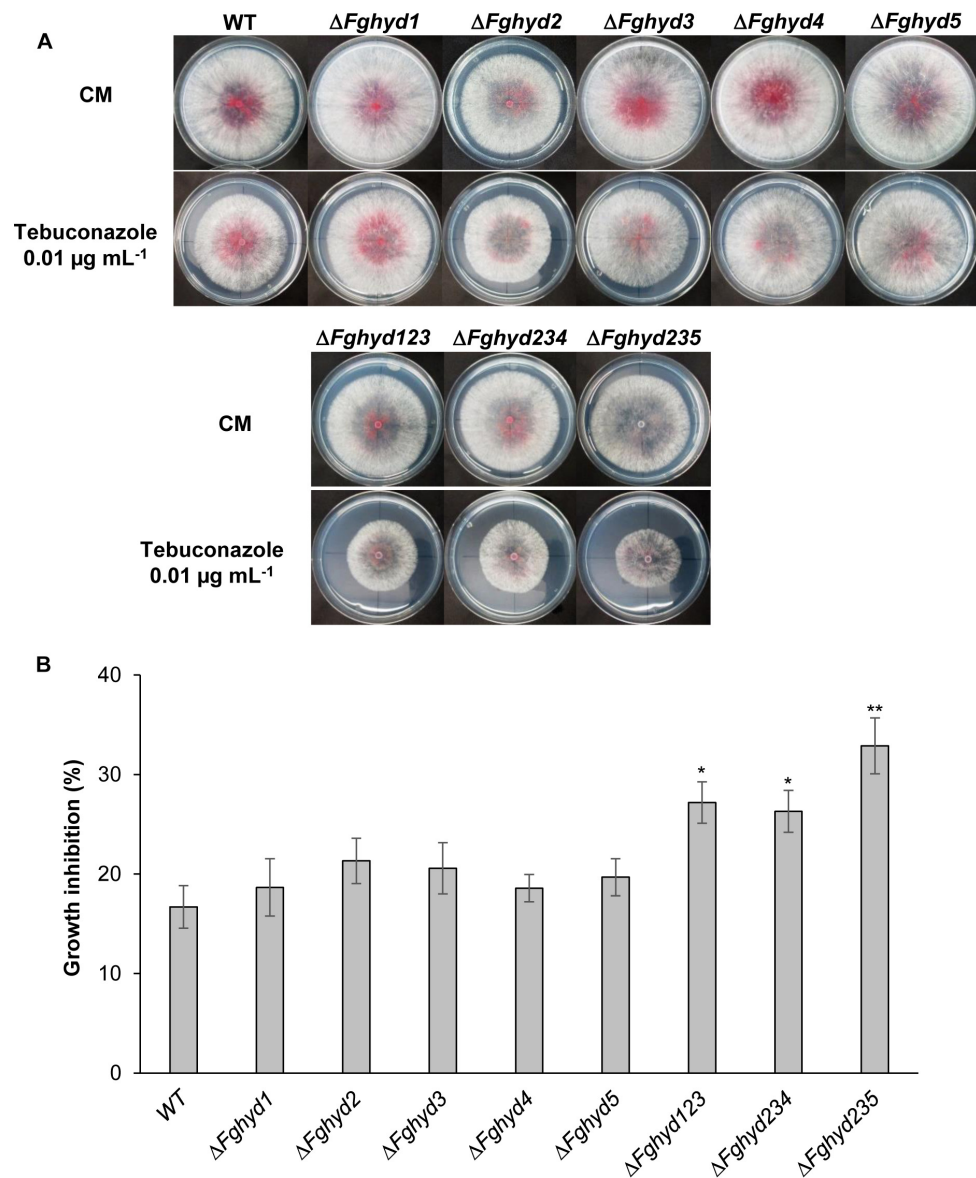 A
WT ΔFghyd1 ΔFghyd2 ΔFghyd3 ΔFghyd4 ΔFghyd5
CM
Tebuconazole
0.01 µg mL-1
ΔFghyd123 ΔFghyd234 ΔFghyd235
CM
Tebuconazole
0.01 µg mL-1
B
Growth inhibition (%)
40
30
20
10
0
* * **
WT ΔFghyd1 ΔFghyd2 ΔFghyd3 ΔFghyd4 ΔFghyd5 ΔFghyd123 ΔFghyd234 ΔFghyd235